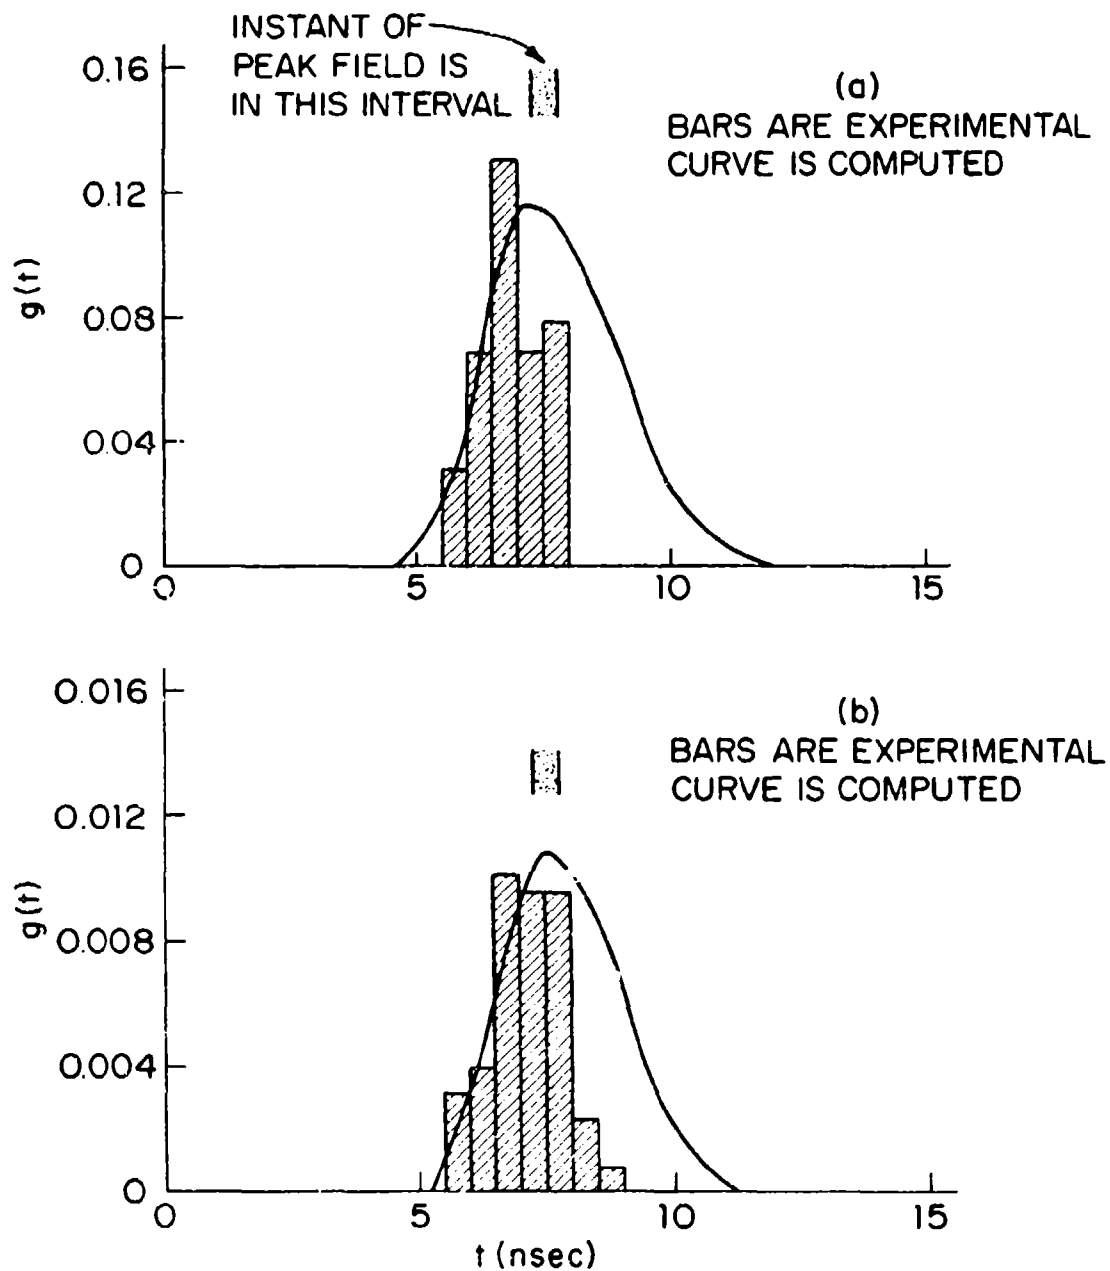 INSTANT OF
PEAK FIELD IS
IN THIS INTERVAL
(a)
BARS ARE EXPERIMENTAL
CURVE IS COMPUTED
0.16
0.12
0.08
0.04
0
g(t)
0 5 10 15
(b)
BARS ARE EXPERIMENTAL
CURVE IS COMPUTED
0.016
0.012
0.008
0.004
0
g(t)
0 5 10 15
t (nsec)